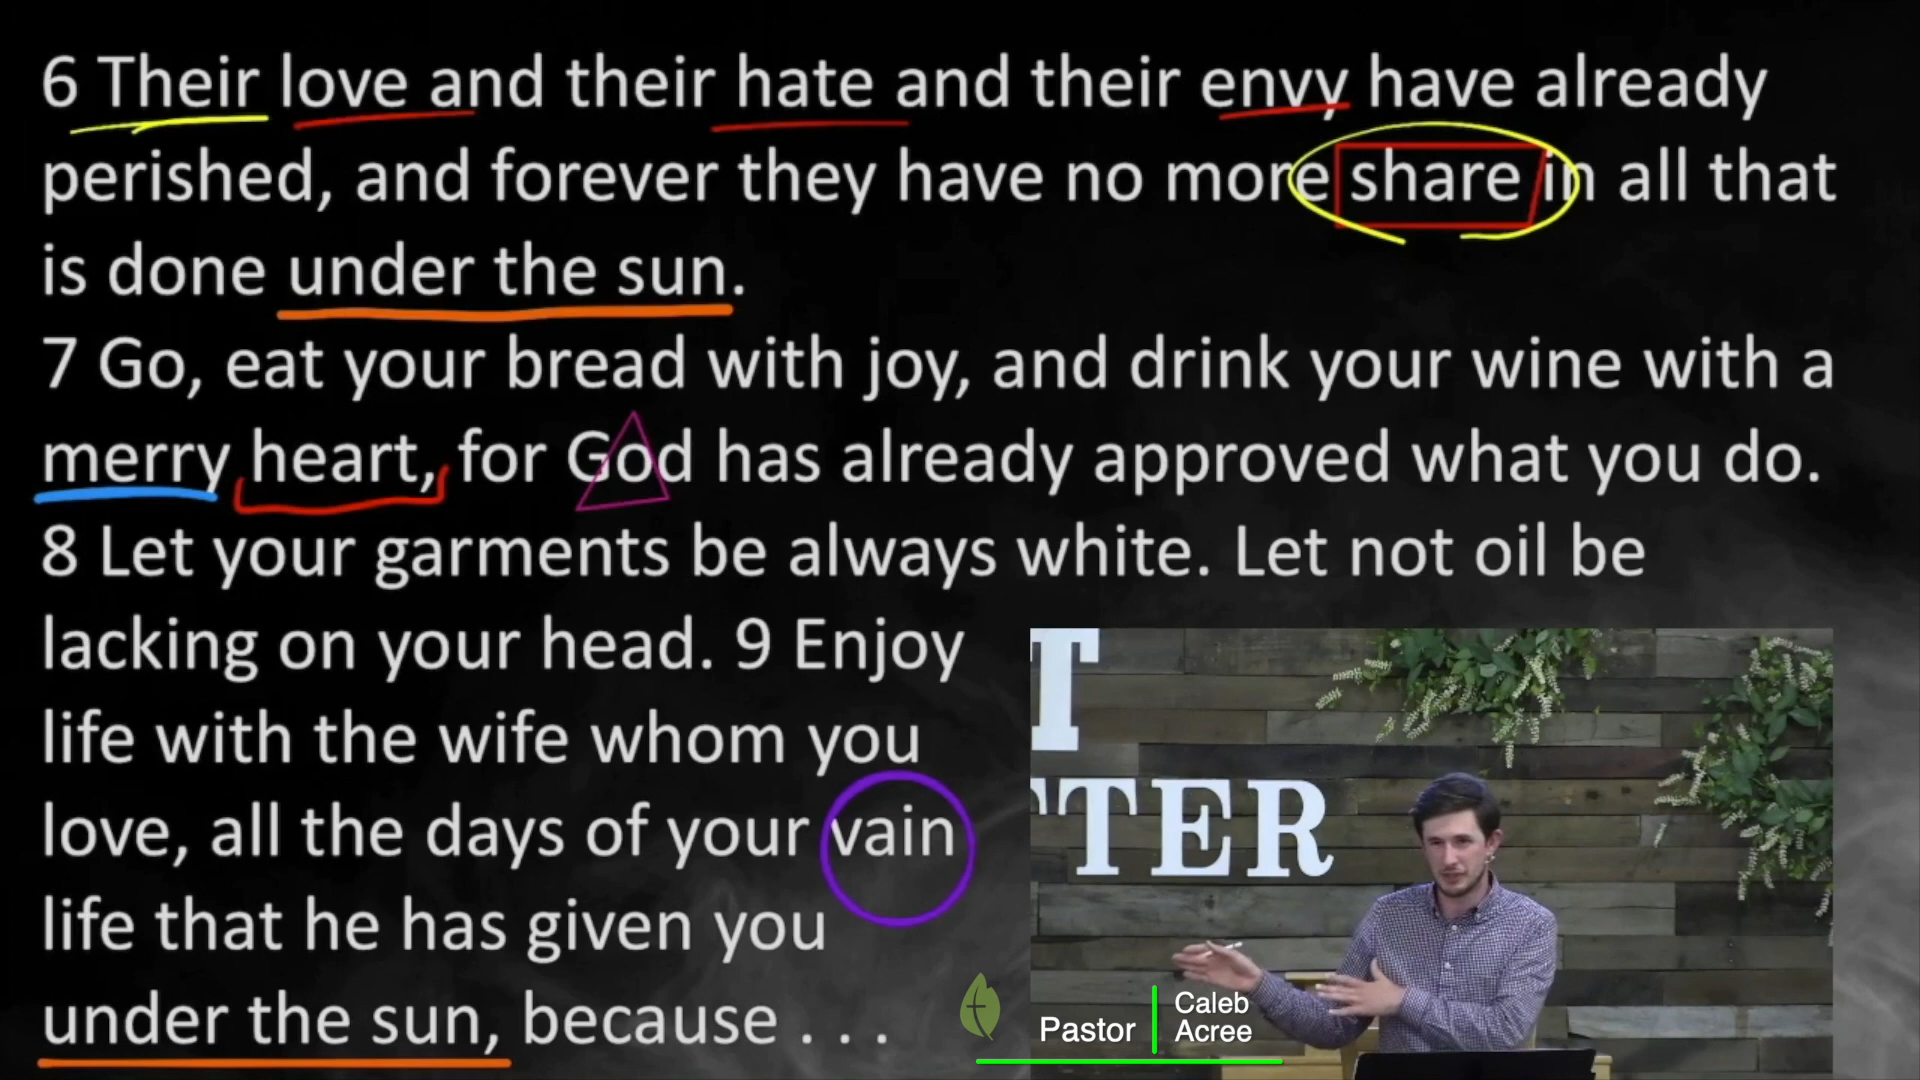 6 Their love and their hate and their envy have already
perished, and forever they have no more share in all that
is done under the sun.
7 Go, eat your bread with joy, and drink your wine with a
merry heart, for God has already approved what you do.
8 Let your garments be always white. Let not oil be
lacking on your head. 9 Enjoy
life with the wife whom you
love, all the days of your vain
life that he has given you
under the sun, because . . .
T
TTER
Pastor
Caleb
Acree